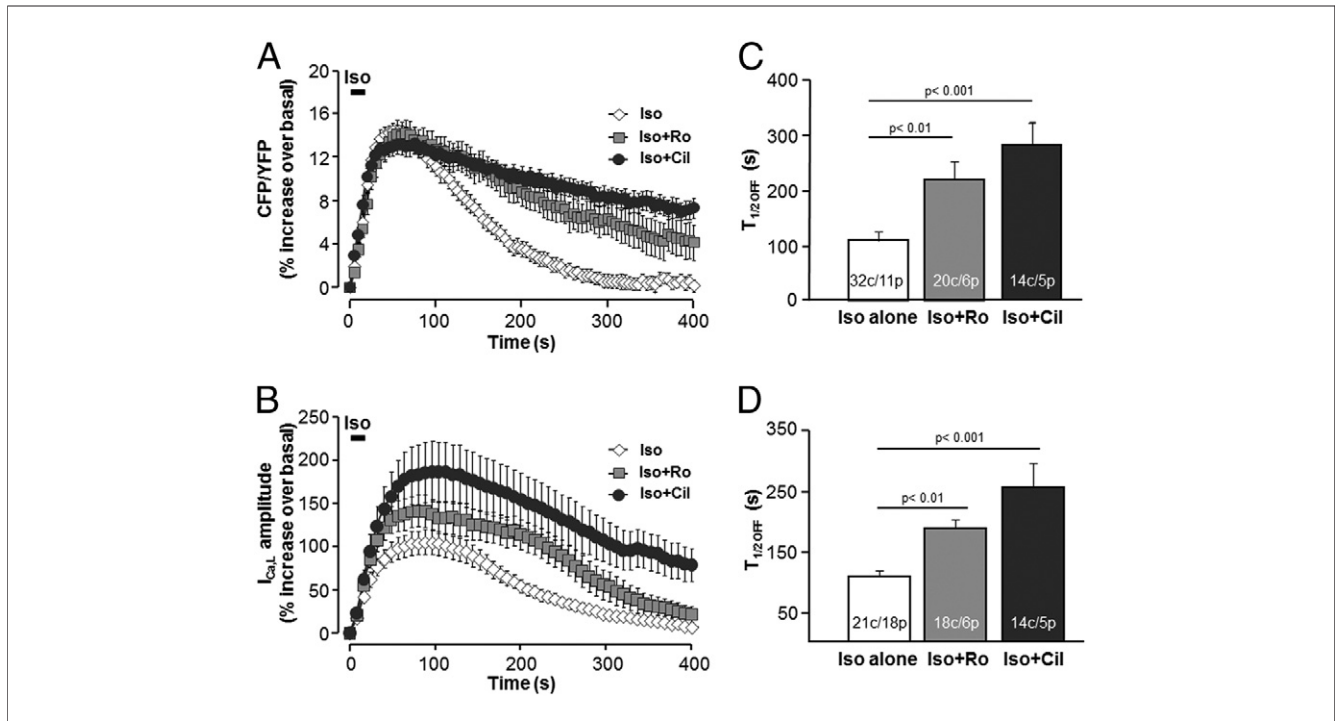 A
CFP/YFP
(% increase over basal)
20
16
12
8
4
0
Iso
Iso
Iso+Ro
Iso+Cil
0
100
200
300
400
Time (s)
C
T1/2 OFF (s)
400
300
200
100
0
p< 0.001
p< 0.01
32c/11p
20c/6p
14c/5p
Iso alone
Iso+Ro
Iso+Cil
B
ICa,L amplitude
(% increase over basal)
250
200
150
100
50
0
Iso
Iso
Iso+Ro
Iso+Cil
0
100
200
300
400
Time (s)
D
T1/2 OFF (s)
350
250
150
50
p< 0.001
p< 0.01
21c/18p
18c/6p
14c/5p
Iso alone
Iso+Ro
Iso+Cil